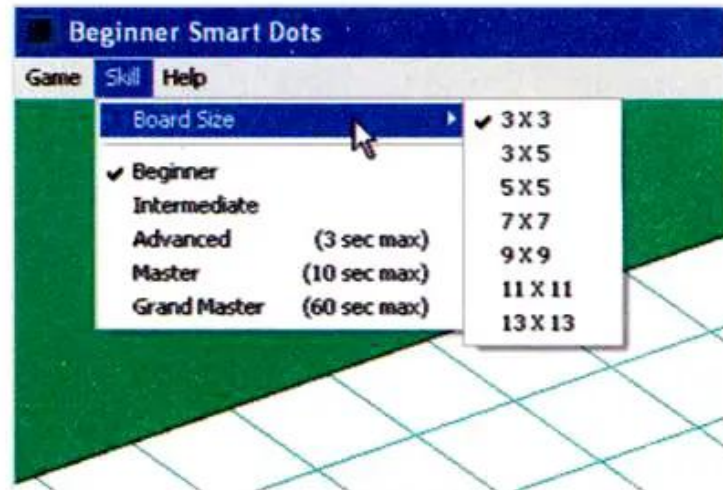 Beginner Smart Dots
Game Skill Help
Board Size
Beginner
Intermediate
Advanced (3 sec max)
Master (10 sec max)
Grand Master (60 sec max)
3 X 3
3 X 5
5 X 5
7 X 7
9 X 9
11 X 11
13 X 13